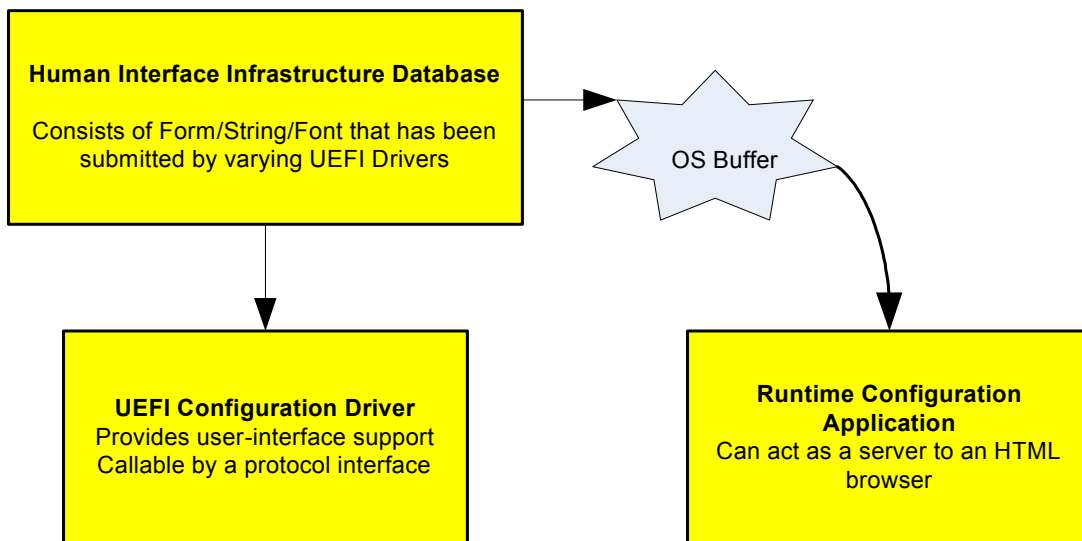 Human Interface Infrastructure Database
Consists of Form/String/Font that has been
submitted by varying UEFI Drivers
OS Buffer
UEFI Configuration Driver
Provides user-interface support
Callable by a protocol interface
Runtime Configuration
Application
Can act as a server to an HTML
browser